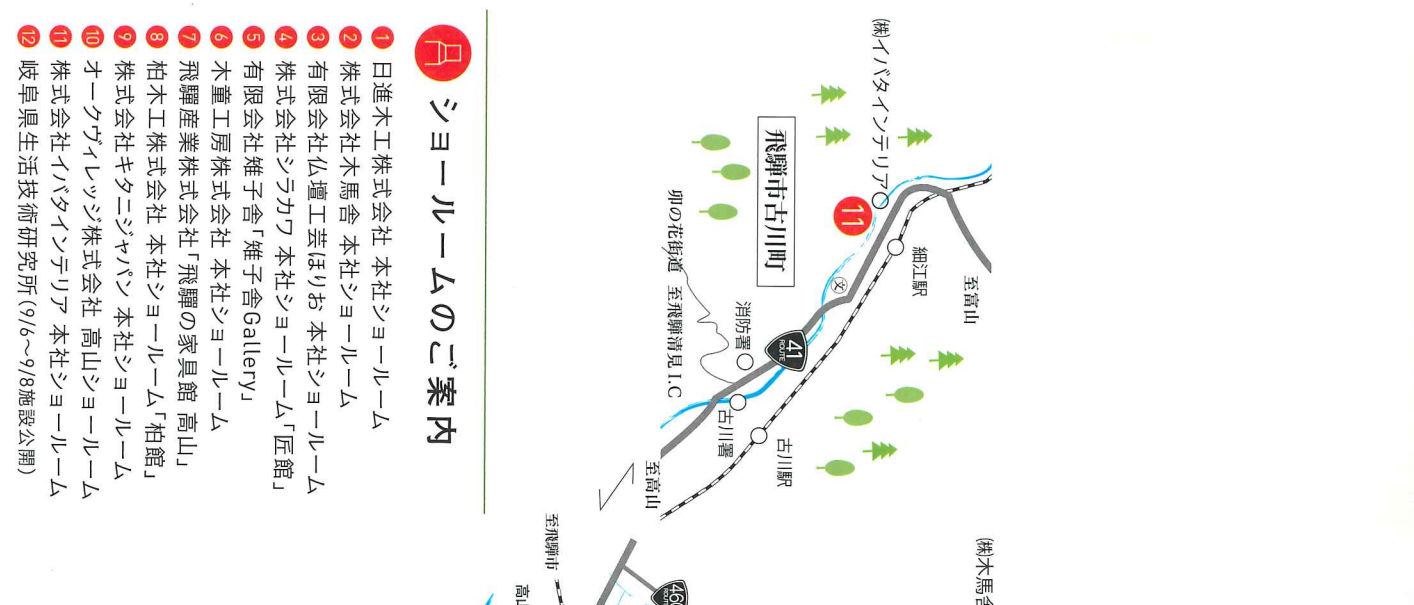 ショールームのご案内
1 日進木工株式会社 本社ショールーム
2 株式会社木馬舎 本社ショールーム
3 有限会社仏壇工芸ほりお 本社ショールーム
4 株式会社シラカワ 本社ショールーム「匠館」
5 有限会社雉子舎「雉子舎Gallery」
6 木童工房株式会社 本社ショールーム
7 飛驒産業株式会社「飛驒の家具館 高山」
8 柏木工株式会社 本社ショールーム「柏館」
9 株式会社キタニジャパン 本社ショールーム
10 オークヴィレッジ株式会社 高山ショールーム
11 株式会社イバタインテリア 本社ショールーム
12 岐阜県生活技術研究所(9/6〜9/8施設公開)
㈱イバタインテリア
11
飛騨市古川町
細江駅
至富山
文
卯の花街道 至飛騨清見I.C
消防署
41
ROUTE
古川署
古川駅
至高山
至飛騨市
高山
㈱木馬舎